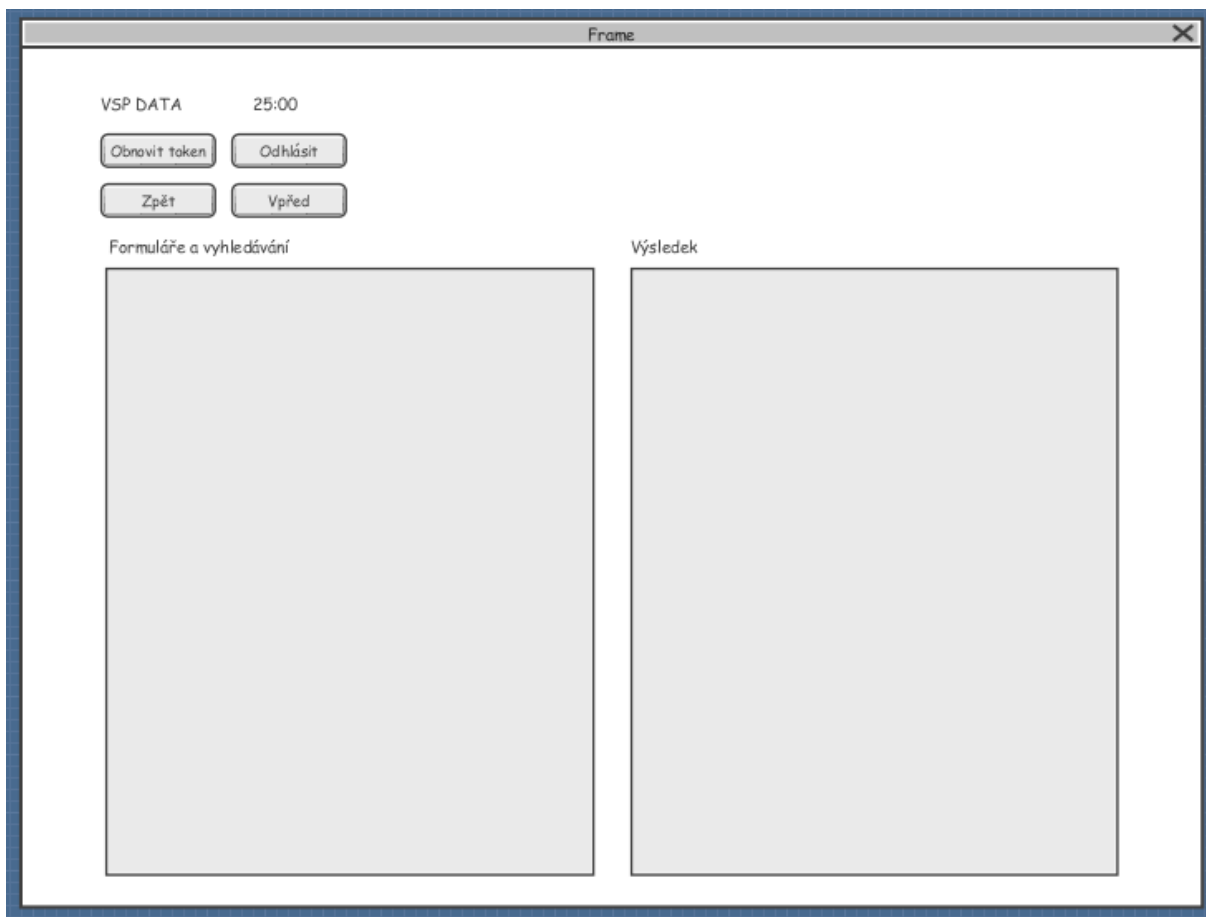 Frame
VSP DATA 25:00
Obnovit token Odhlásit
Zpět Vpřed
Formuláře a vyhledávání Výsledek